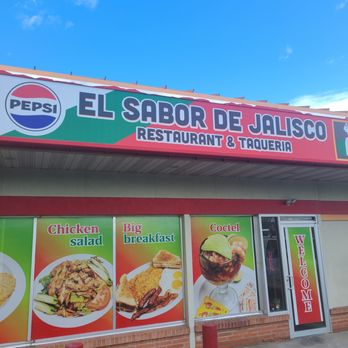 PEPSI
EL SABOR DE JALISCO
RESTAURANT & TAQUERIA
Chicken
salad
Big
breakfast
Coctel
WELCOME